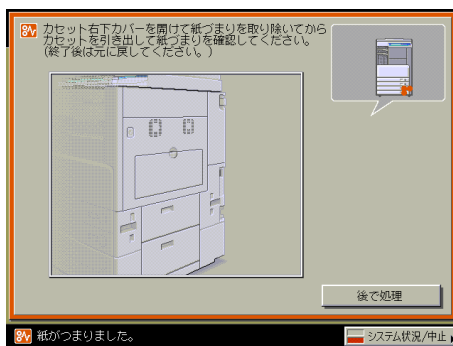 カセット右下カバーを開けて紙づまりを取り除いてから
カセットを引き出して紙づまりを確認してください。
(終了後は元に戻してください。)
後で処理
紙がつまりました。
システム状況/中止